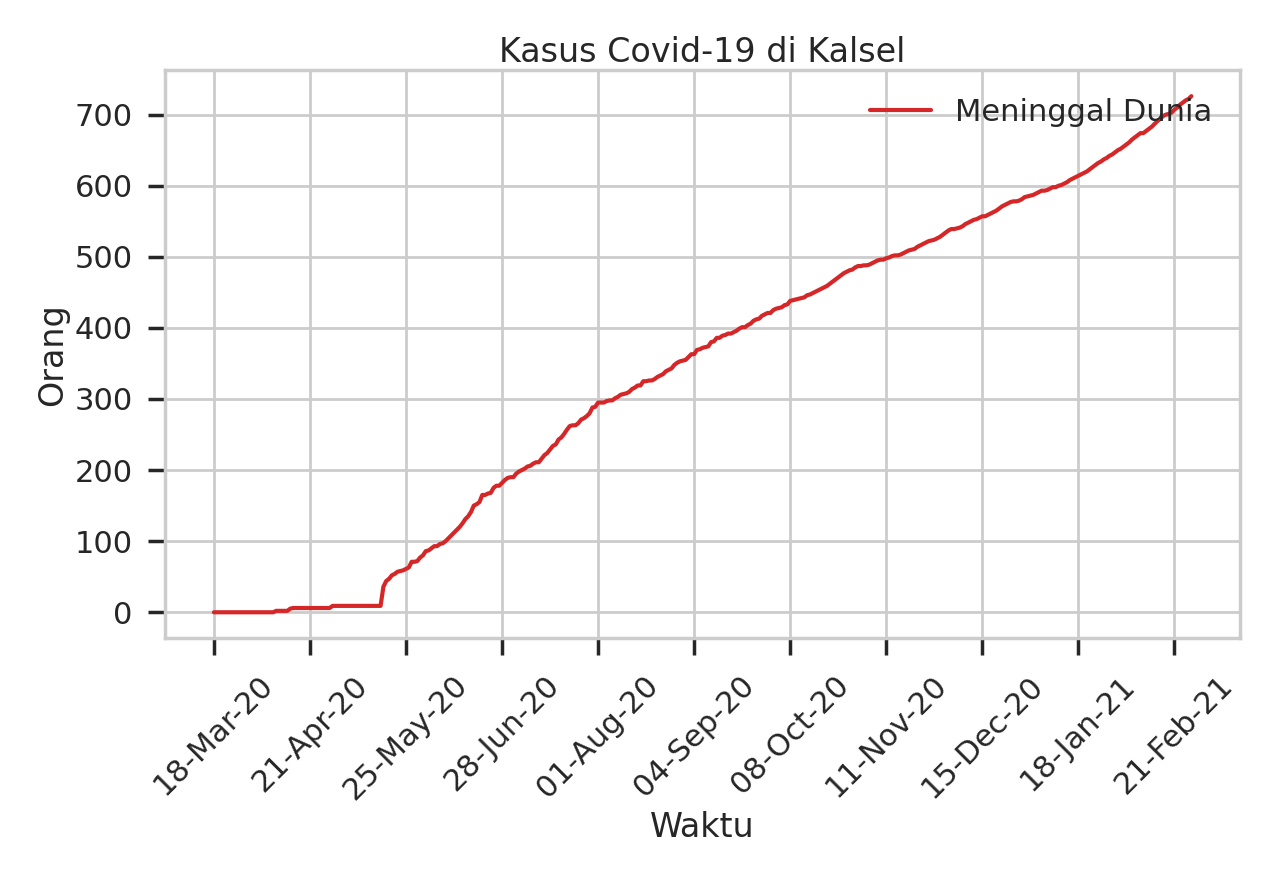 Kasus Covid-19 di Kalsel
Meninggal Dunia
700
600
500
400
300
200
100
0
Orang
18-Mar-20
21-Apr-20
25-May-20
28-Jun-20
01-Aug-20
04-Sep-20
08-Oct-20
11-Nov-20
15-Dec-20
18-Jan-21
21-Feb-21
Waktu